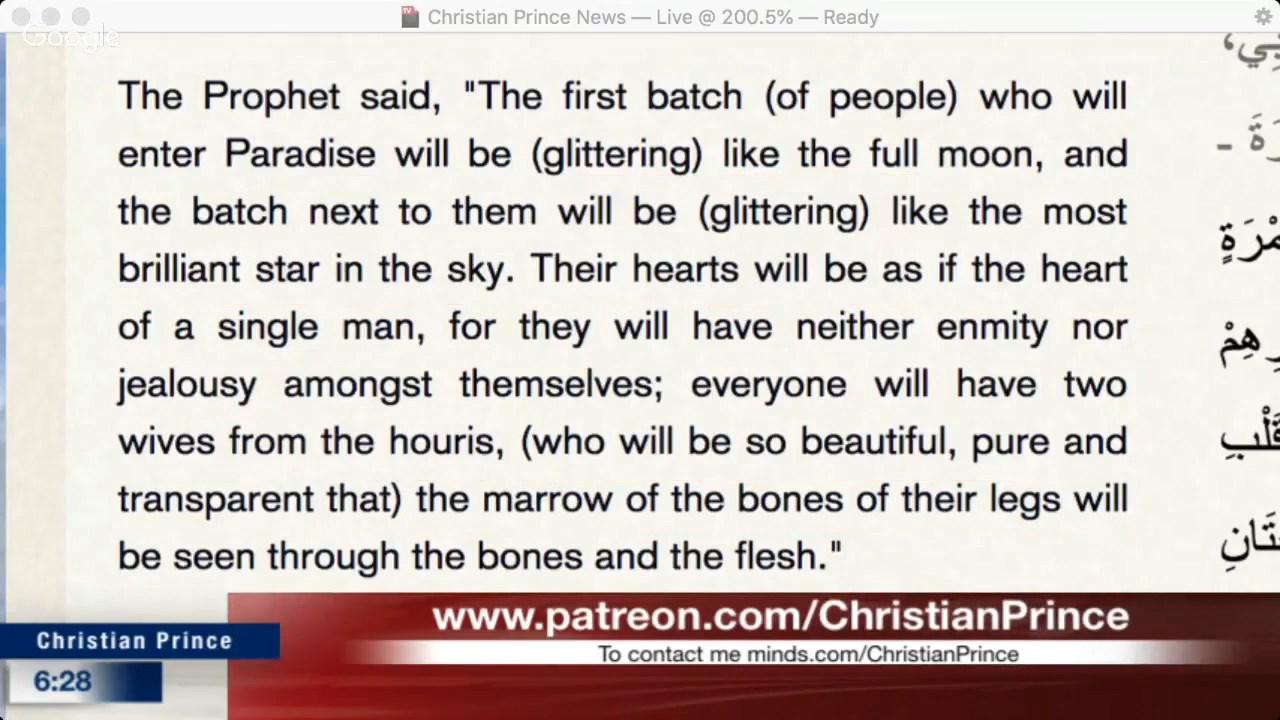 Christian Prince News — Live @ 200.5% — Ready
Google
The Prophet said, "The first batch (of people) who will
enter Paradise will be (glittering) like the full moon, and
the batch next to them will be (glittering) like the most
brilliant star in the sky. Their hearts will be as if the heart
of a single man, for they will have neither enmity nor
jealousy amongst themselves; everyone will have two
wives from the houris, (who will be so beautiful, pure and
transparent that) the marrow of the bones of their legs will
be seen through the bones and the flesh."
www.patreon.com/ChristianPrince
To contact me minds.com/ChristianPrince
Christian Prince
6:28